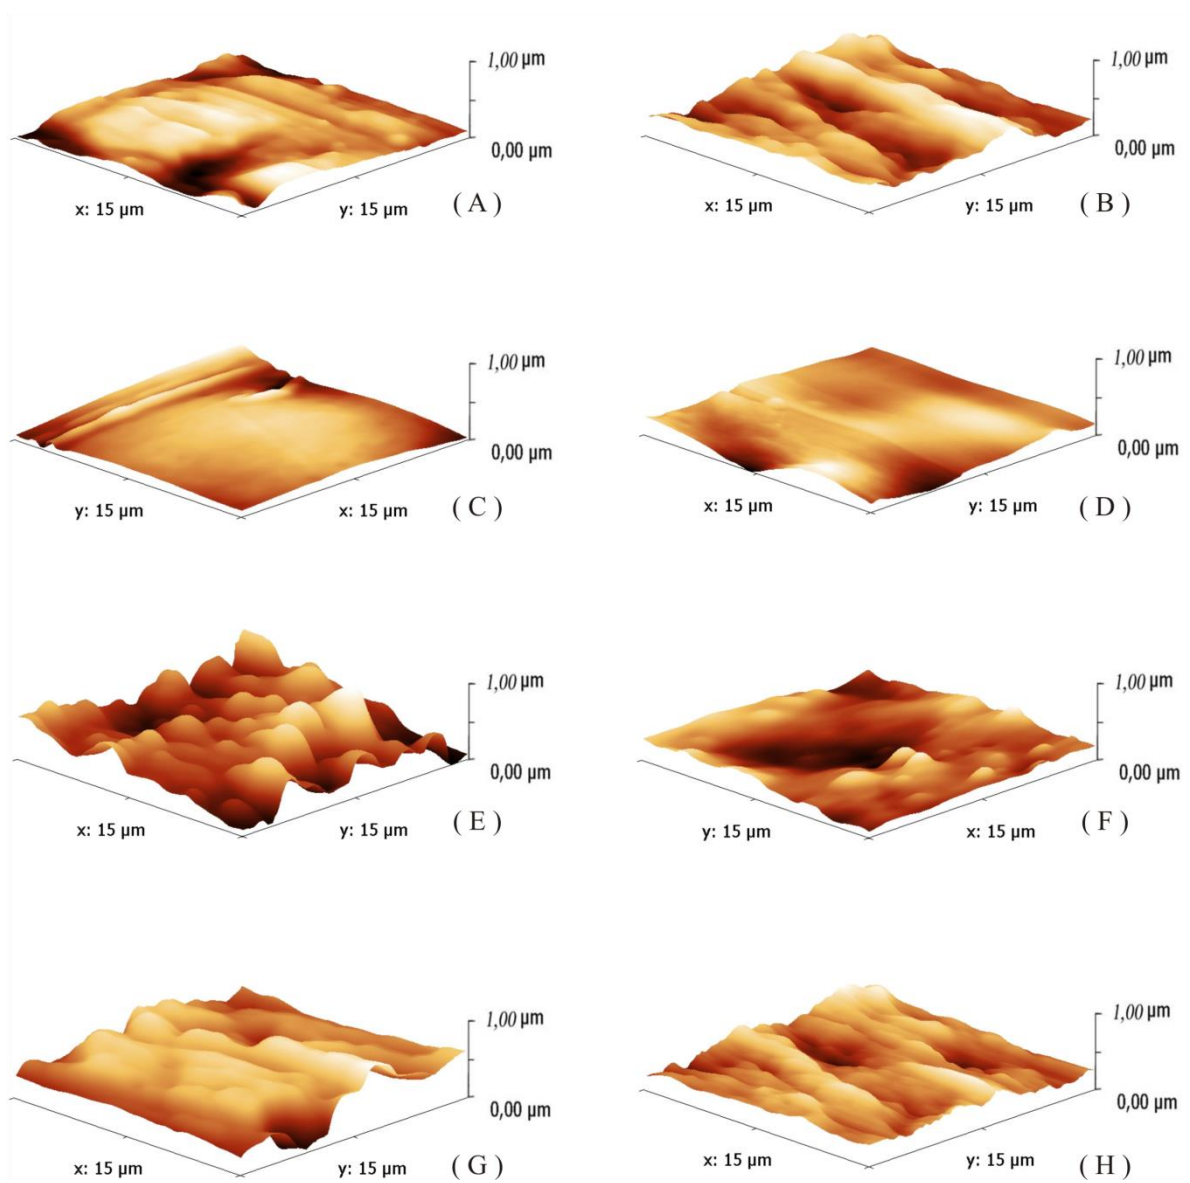 1,00 µm
0,00 µm
x: 15 µm
y: 15 µm
( A )
1,00 µm
0,00 µm
x: 15 µm
y: 15 µm
( B )
1,00 µm
0,00 µm
y: 15 µm
x: 15 µm
( C )
1,00 µm
0,00 µm
x: 15 µm
y: 15 µm
( D )
1,00 µm
0,00 µm
x: 15 µm
y: 15 µm
( E )
1,00 µm
0,00 µm
y: 15 µm
x: 15 µm
( F )
1,00 µm
0,00 µm
x: 15 µm
y: 15 µm
( G )
1,00 µm
0,00 µm
x: 15 µm
y: 15 µm
( H )